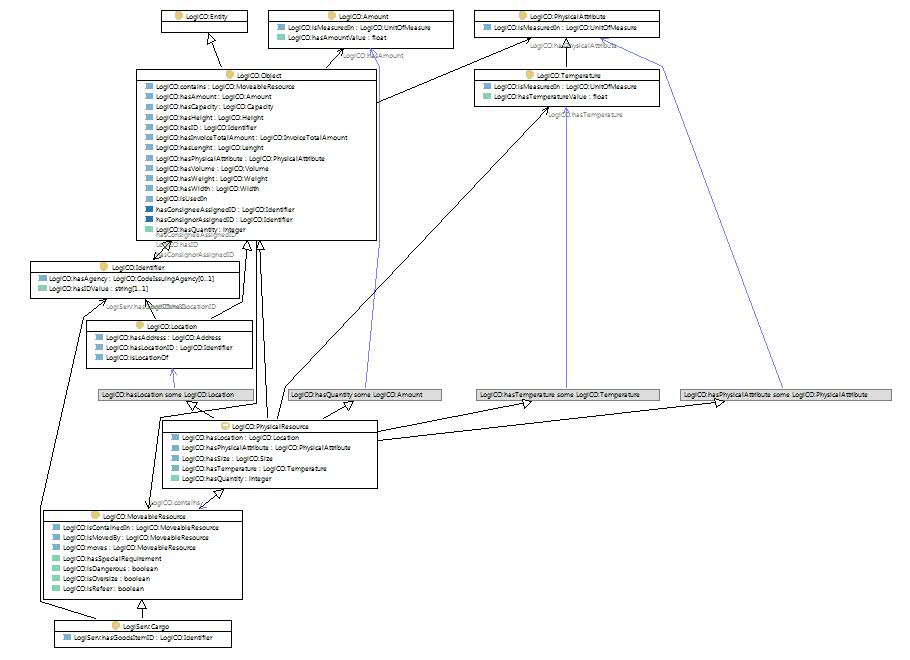 LogiCO:Entity
LogiCO:Amount
LogiCO:isMeasuredIn : LogiCO:UnitOfMeasure
LogiCO:hasAmountValue : float
LogiCO:PhysicalAttribute
LogiCO:isMeasuredIn : LogiCO:UnitOfMeasure
LogiCO:hasPhysicalAttribute
LogiCO:hasAmount
LogiCO:Object
LogiCO:contains : LogiCO:MoveableResource
LogiCO:hasAmount : LogiCO:Amount
LogiCO:hasCapacity : LogiCO:Capacity
LogiCO:hasHeight : LogiCO:Height
LogiCO:hasID : LogiCO:Identifier
LogiCO:hasInvoiceTotalAmount : LogiCO:InvoiceTotalAmount
LogiCO:hasLenght : LogiCO:Lenght
LogiCO:hasPhysicalAttribute : LogiCO:PhysicalAttribute
LogiCO:hasVolume : LogiCO:Volume
LogiCO:hasWeight : LogiCO:Weight
LogiCO:hasWidth : LogiCO:Width
LogiCO:isUsedIn
hasConsigneeAssignedID : LogiCO:Identifier
hasConsignorAssignedID : LogiCO:Identifier
LogiCO:hasQuantity : integer
LogiCO:Temperature
LogiCO:isMeasuredIn : LogiCO:UnitOfMeasure
LogiCO:hasTemperatureValue : float
LogiCO:hasTemperature
hasConsigneeAssignedID
LogiCO:hasID
hasConsignorAssignedID
LogiCO:Identifier
LogiCO:hasAgency : LogiCO:CodeIssuingAgency[0..1]
LogiCO:hasIDValue : string[1..1]
LogiCO:Location
LogiCO:hasAddress : LogiCO:Address
LogiCO:hasLocationID : LogiCO:Identifier
LogiCO:isLocationOf
LogiCO:hasLocation some LogiCO:Location
LogiCO:hasQuantity some LogiCO:Amount
LogiCO:hasTemperature some LogiCO:Temperature
LogiCO:hasPhysicalAttribute some LogiCO:PhysicalAttribute
LogiCO:PhysicalResource
LogiCO:hasLocation : LogiCO:Location
LogiCO:hasPhysicalAttribute : LogiCO:PhysicalAttribute
LogiCO:hasSize : LogiCO:Size
LogiCO:hasTemperature : LogiCO:Temperature
LogiCO:hasQuantity : integer
LogiCO:contains
LogiCO:MoveableResource
LogiCO:isContainedIn : LogiCO:MoveableResource
LogiCO:isMovedBy : LogiCO:MoveableResource
LogiCO:moves : LogiCO:MoveableResource
LogiCO:hasSpecialRequirement
LogiCO:isDangerous : boolean
LogiCO:isOversize : boolean
LogiCO:isReefer : boolean
LogiServ:Cargo
LogiServ:hasGoodsItemID : LogiCO:Identifier